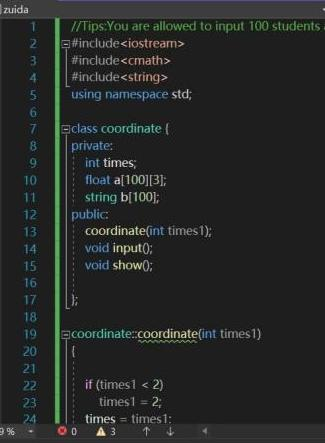 zuida
1 //Tips:You are allowed to input 100 students
2 #include<iostream>
3 #include<cmath>
4 #include<string>
5 using namespace std;
6
7 class coordinate {
8 private:
9 int times;
10 float a[100][3];
11 string b[100];
12 public:
13 coordinate(int times1);
14 void input();
15 void show();
16
17 };
18
19 coordinate::coordinate(int times1)
20 {
21
22 if (times1 < 2)
23 times1 = 2;
24 times = times1;
9 % 0 3